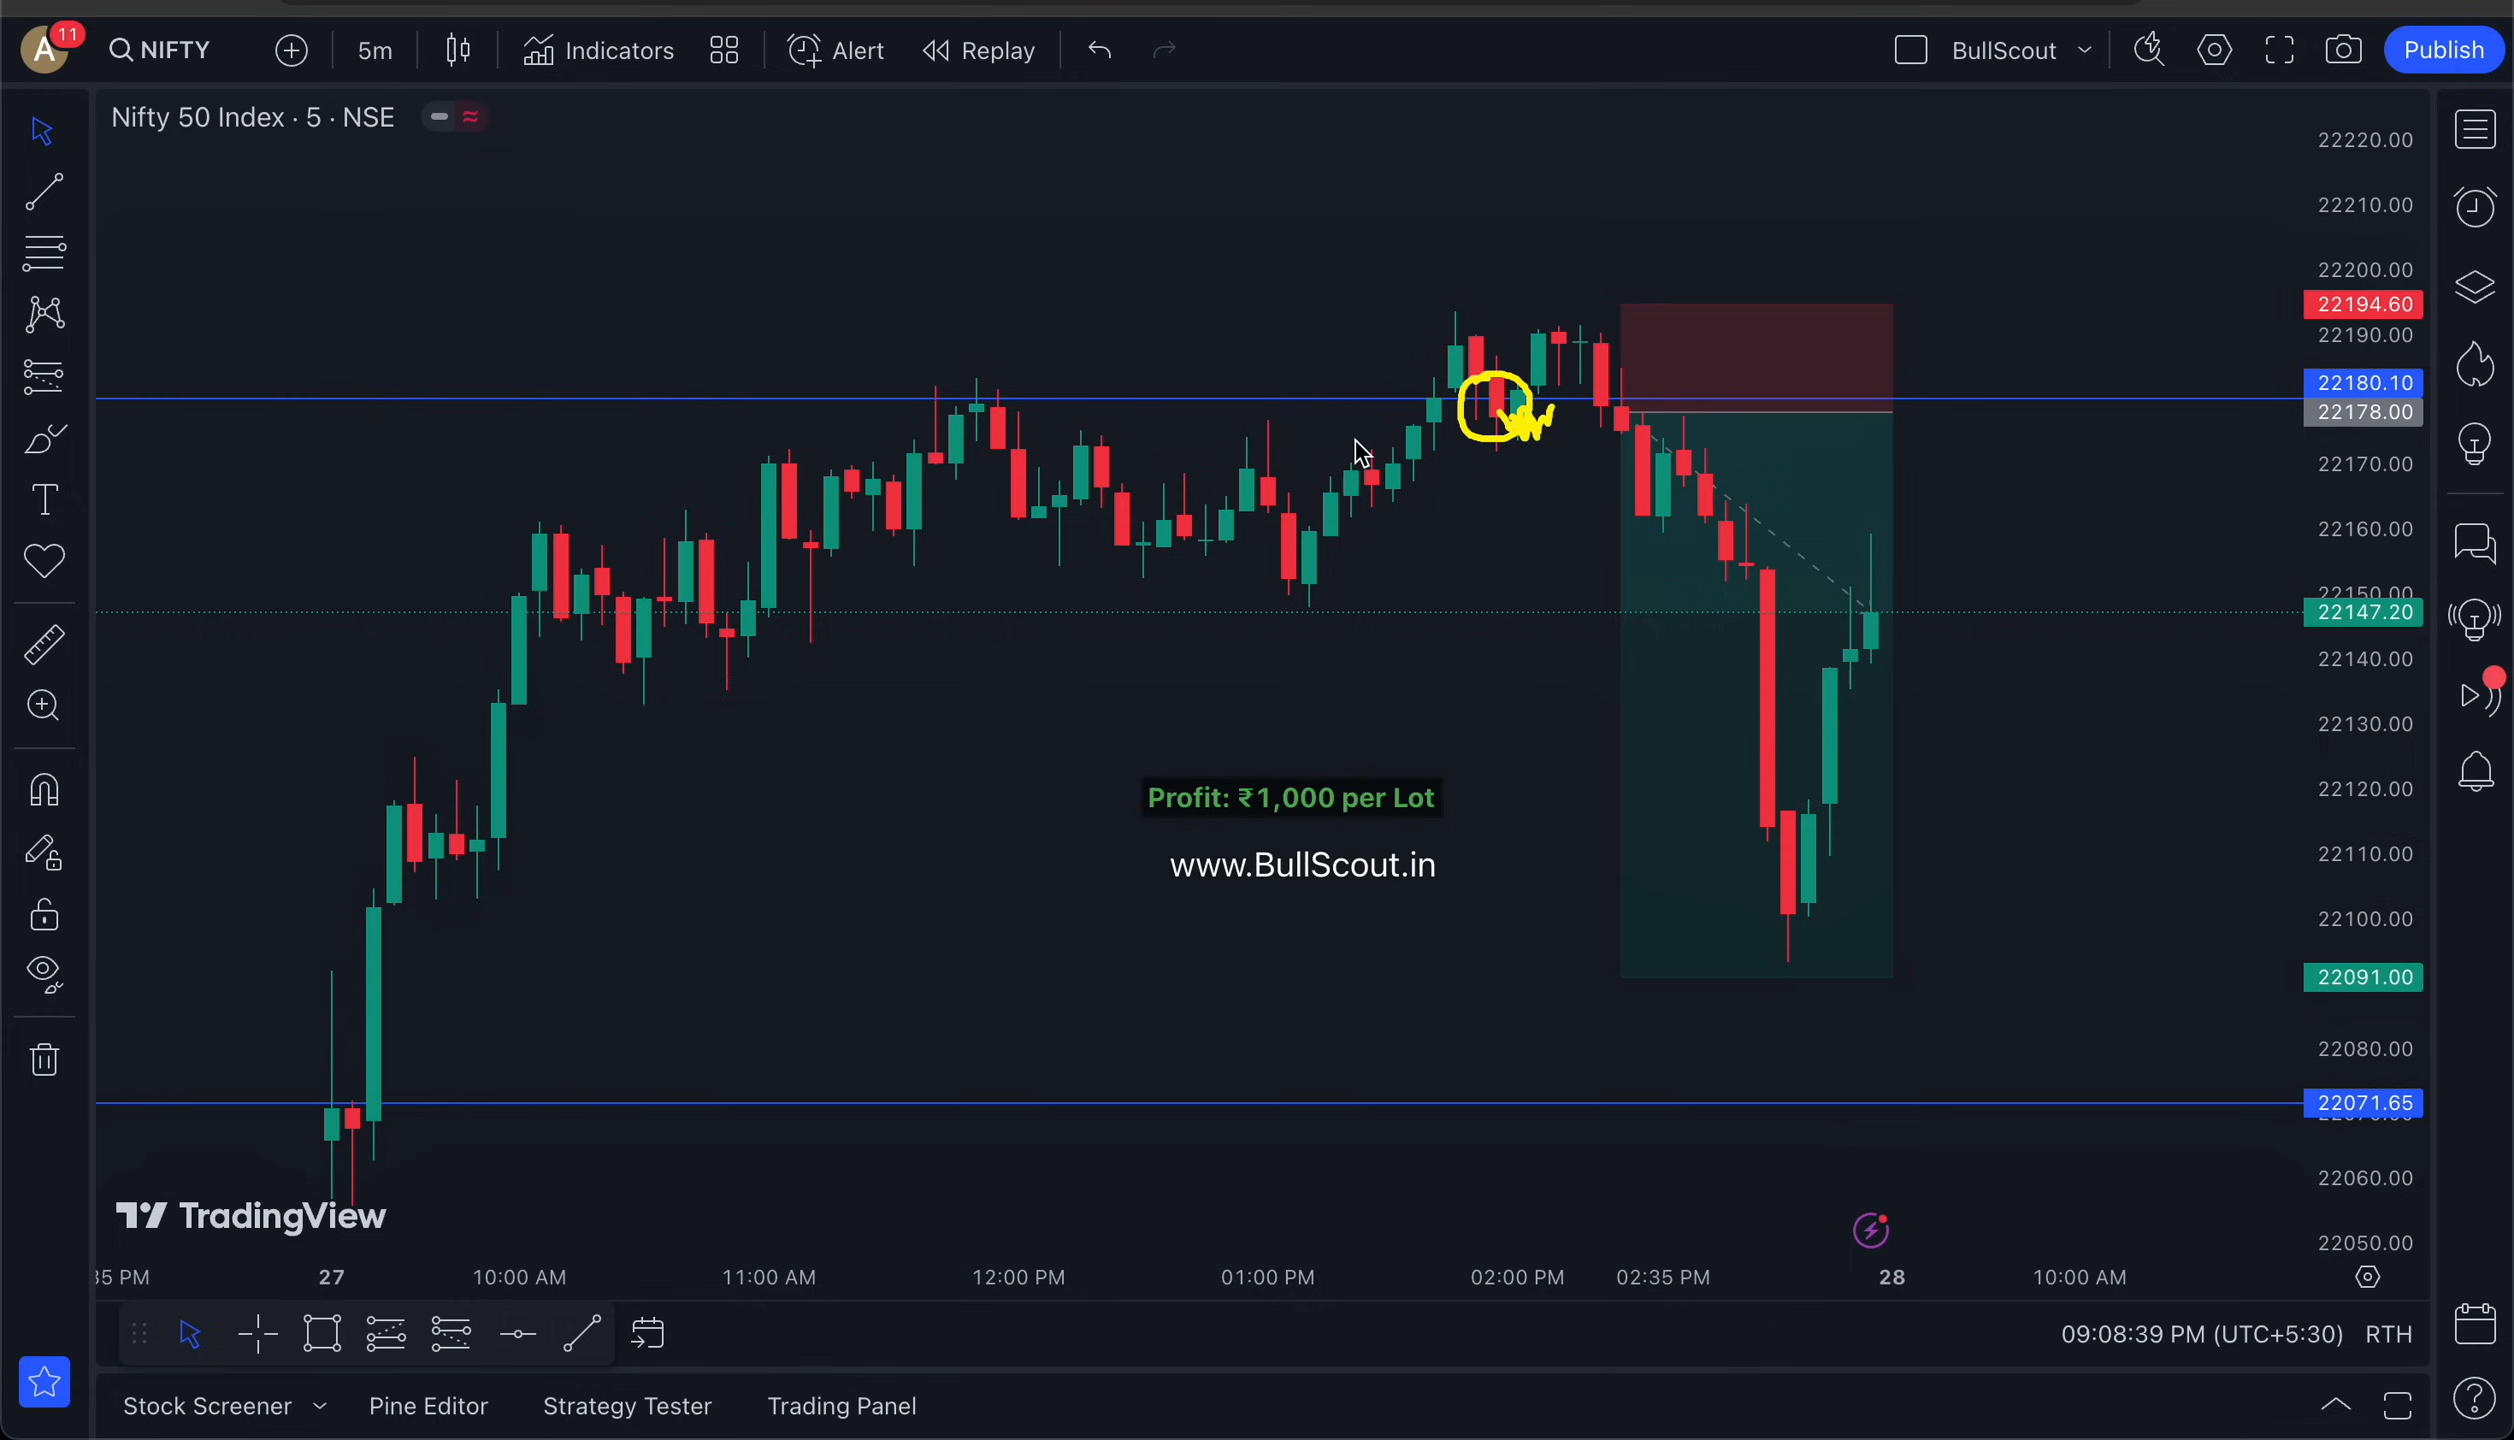 A 11 NIFTY 5m Indicators Alert Replay BullScout Publish
Nifty 50 Index · 5 · NSE
22220.00
22210.00
22200.00
22194.60
22190.00
22180.10
22178.00
22170.00
22160.00
22150.00
22147.20
22140.00
22130.00
22120.00
Profit: ₹1,000 per Lot
www.BullScout.in
22110.00
22100.00
22091.00
22080.00
22071.65
22060.00
TradingView
22050.00
35 PM 27 10:00 AM 11:00 AM 12:00 PM 01:00 PM 02:00 PM 02:35 PM 28 10:00 AM
09:08:39 PM (UTC+5:30) RTH
Stock Screener Pine Editor Strategy Tester Trading Panel